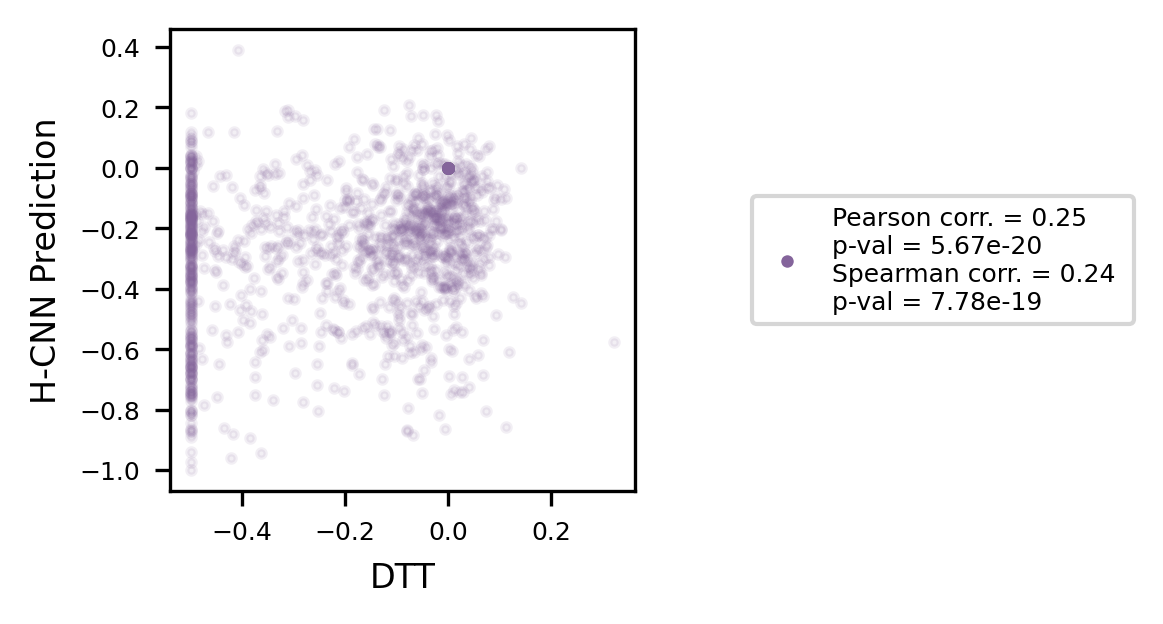 0.4
0.2
0.0
−0.2
−0.4
−0.6
−0.8
−1.0
H-CNN Prediction
−0.4 −0.2 0.0 0.2
DTT
Pearson corr. = 0.25
p-val = 5.67e-20
Spearman corr. = 0.24
p-val = 7.78e-19